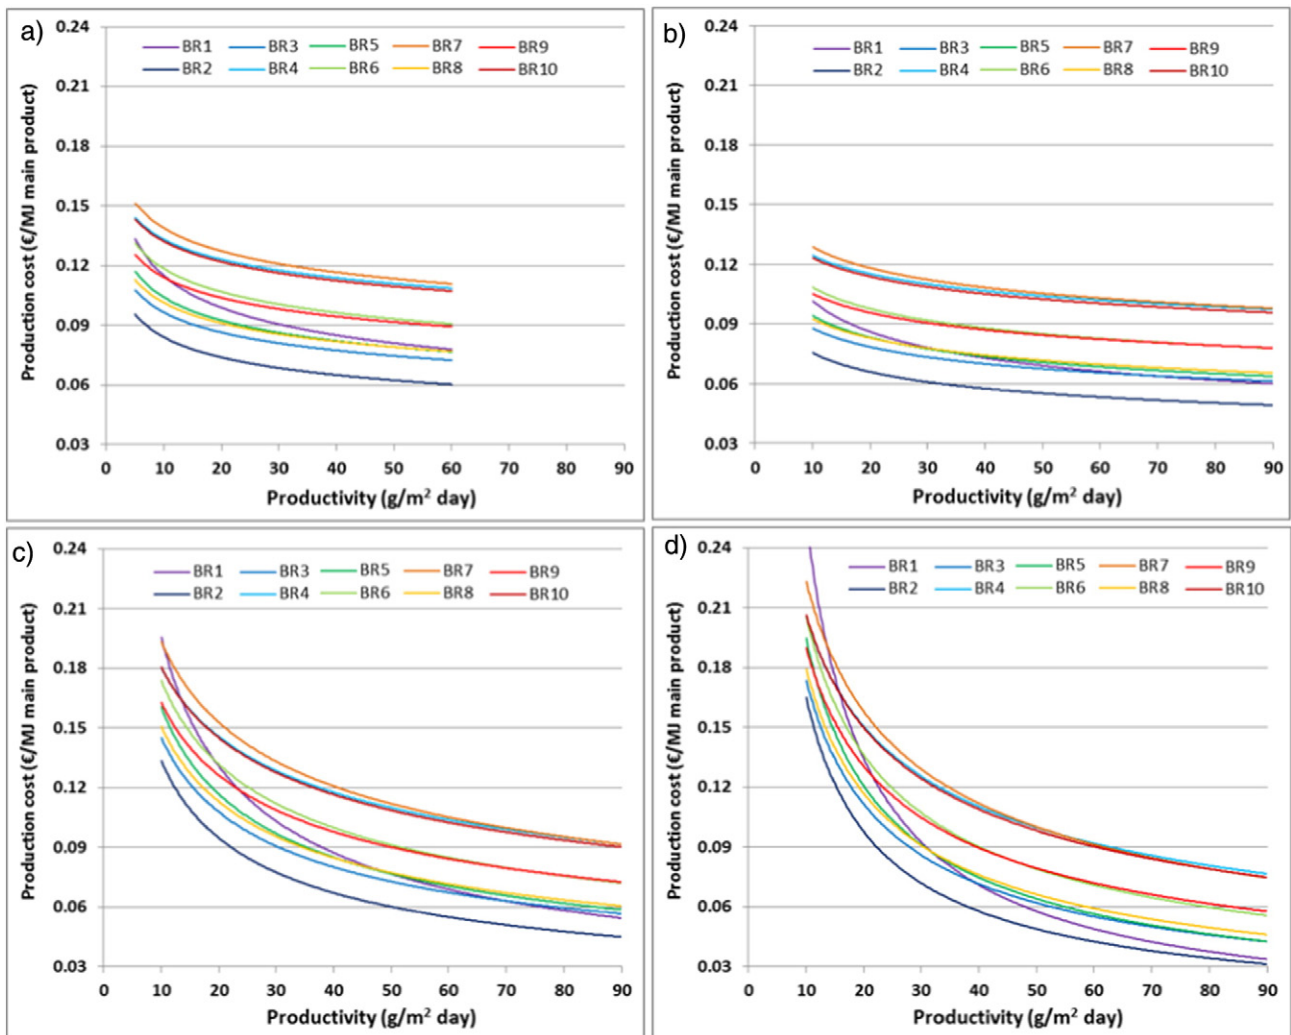 a)
0.24
0.21
0.18
0.15
0.12
0.09
0.06
0.03
Production cost (€/MJ main product)
BR1 BR3 BR5 BR7 BR9
BR2 BR4 BR6 BR8 BR10
0 10 20 30 40 50 60 70 80 90
Productivity (g/m² day)
b)
0.24
0.21
0.18
0.15
0.12
0.09
0.06
0.03
Production cost (€/MJ main product)
BR1 BR3 BR5 BR7 BR9
BR2 BR4 BR6 BR8 BR10
0 10 20 30 40 50 60 70 80 90
Productivity (g/m² day)
c)
0.24
0.21
0.18
0.15
0.12
0.09
0.06
0.03
Production cost (€/MJ main product)
BR1 BR3 BR5 BR7 BR9
BR2 BR4 BR6 BR8 BR10
0 10 20 30 40 50 60 70 80 90
Productivity (g/m² day)
d)
0.24
0.21
0.18
0.15
0.12
0.09
0.06
0.03
Production cost (€/MJ main product)
BR1 BR3 BR5 BR7 BR9
BR2 BR4 BR6 BR8 BR10
0 10 20 30 40 50 60 70 80 90
Productivity (g/m² day)